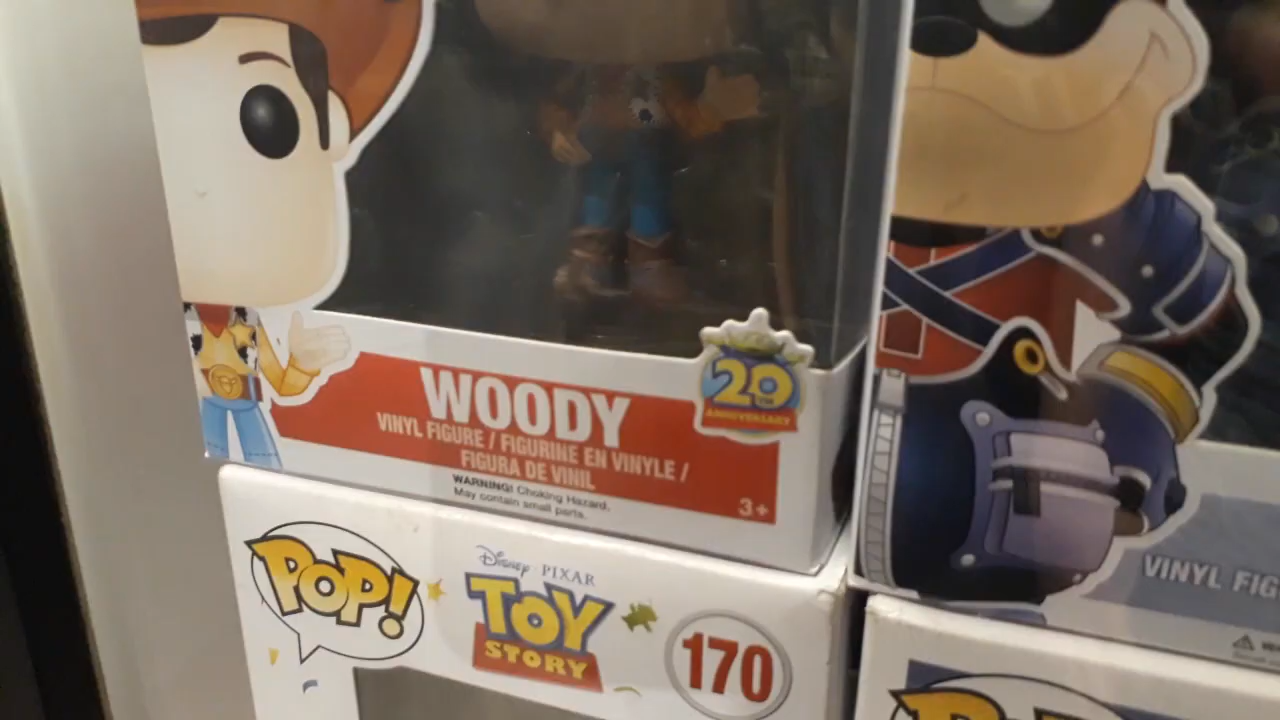 WOODY
VINYL FIGURE / FIGURINE EN VINYLE /
FIGURA DE VINIL
WARNING! Choking Hazard.
May contain small parts.
3+
20TH
ANNIVERSARY
POP!
Disney · PIXAR
TOY
STORY
170
VINYL FIG